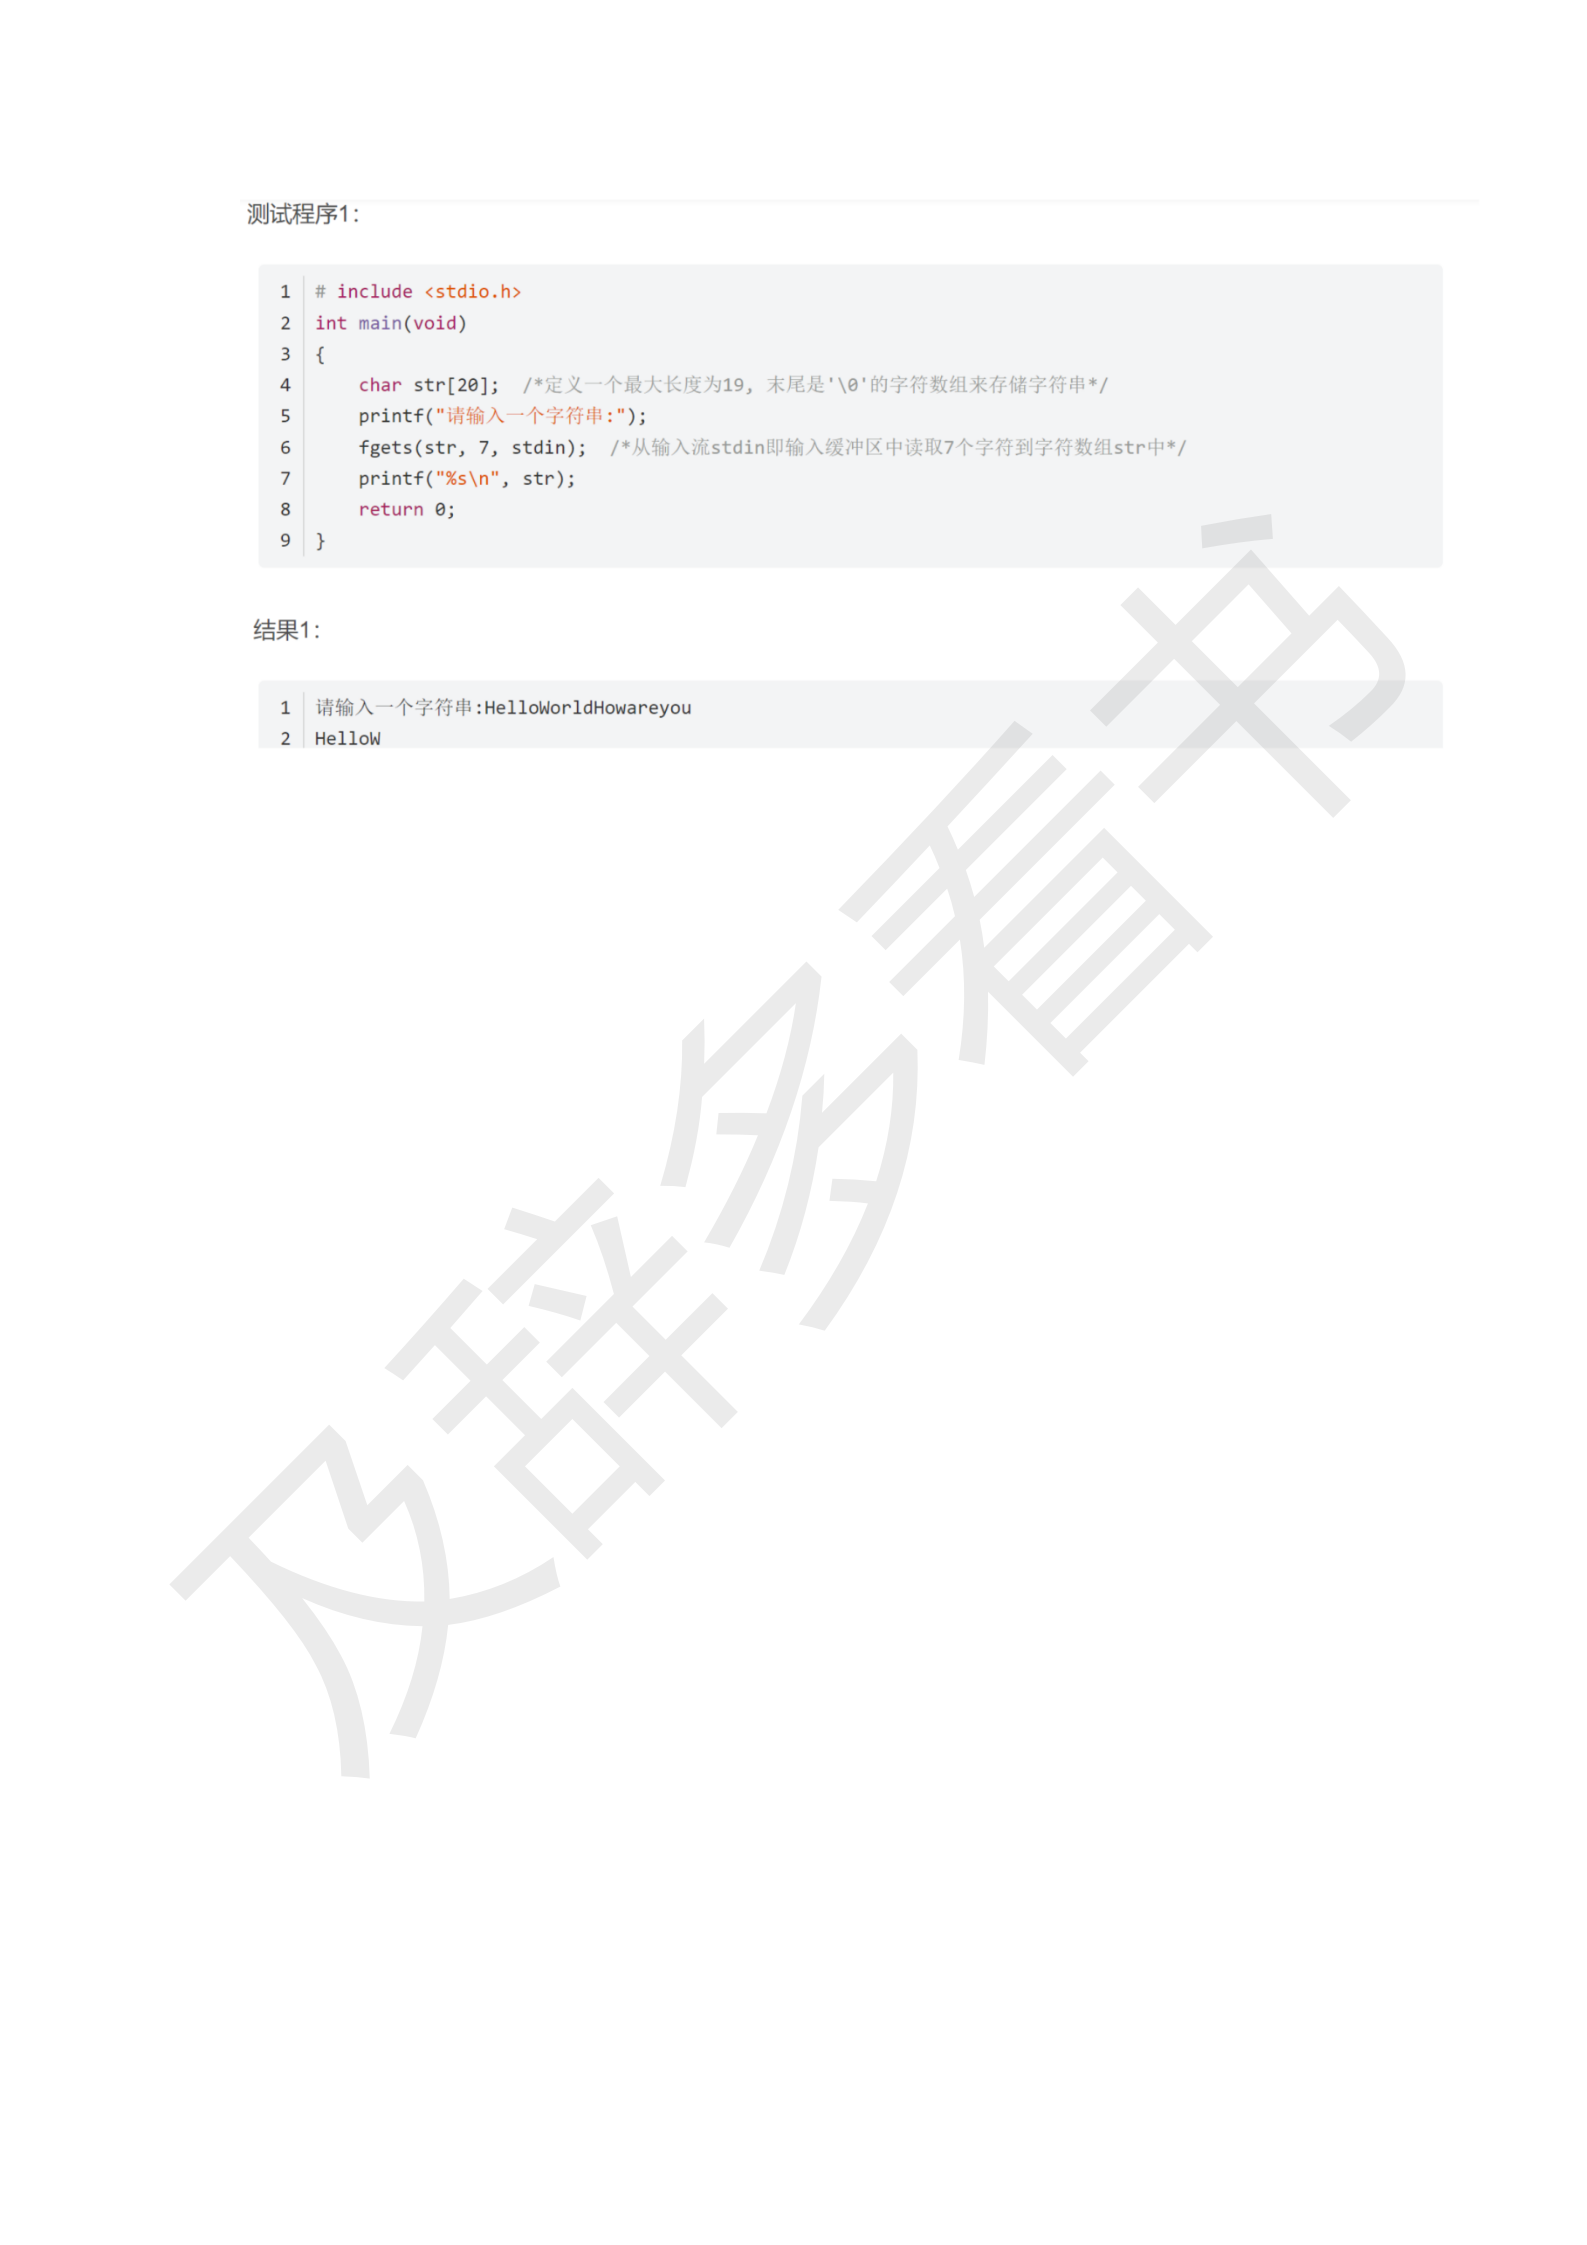 测试程序1：
1 # include <stdio.h>
2 int main(void)
3 {
4     char str[20];  /*定义一个最大长度为19, 末尾是'\0'的字符数组来存储字符串*/
5     printf("请输入一个字符串:");
6     fgets(str, 7, stdin);  /*从输入流stdin即输入缓冲区中读取7个字符到字符数组str中*/
7     printf("%s\n", str);
8     return 0;
9 }
结果1：
1 请输入一个字符串:HelloWorldHowareyou
2 HelloW
及辞多看书